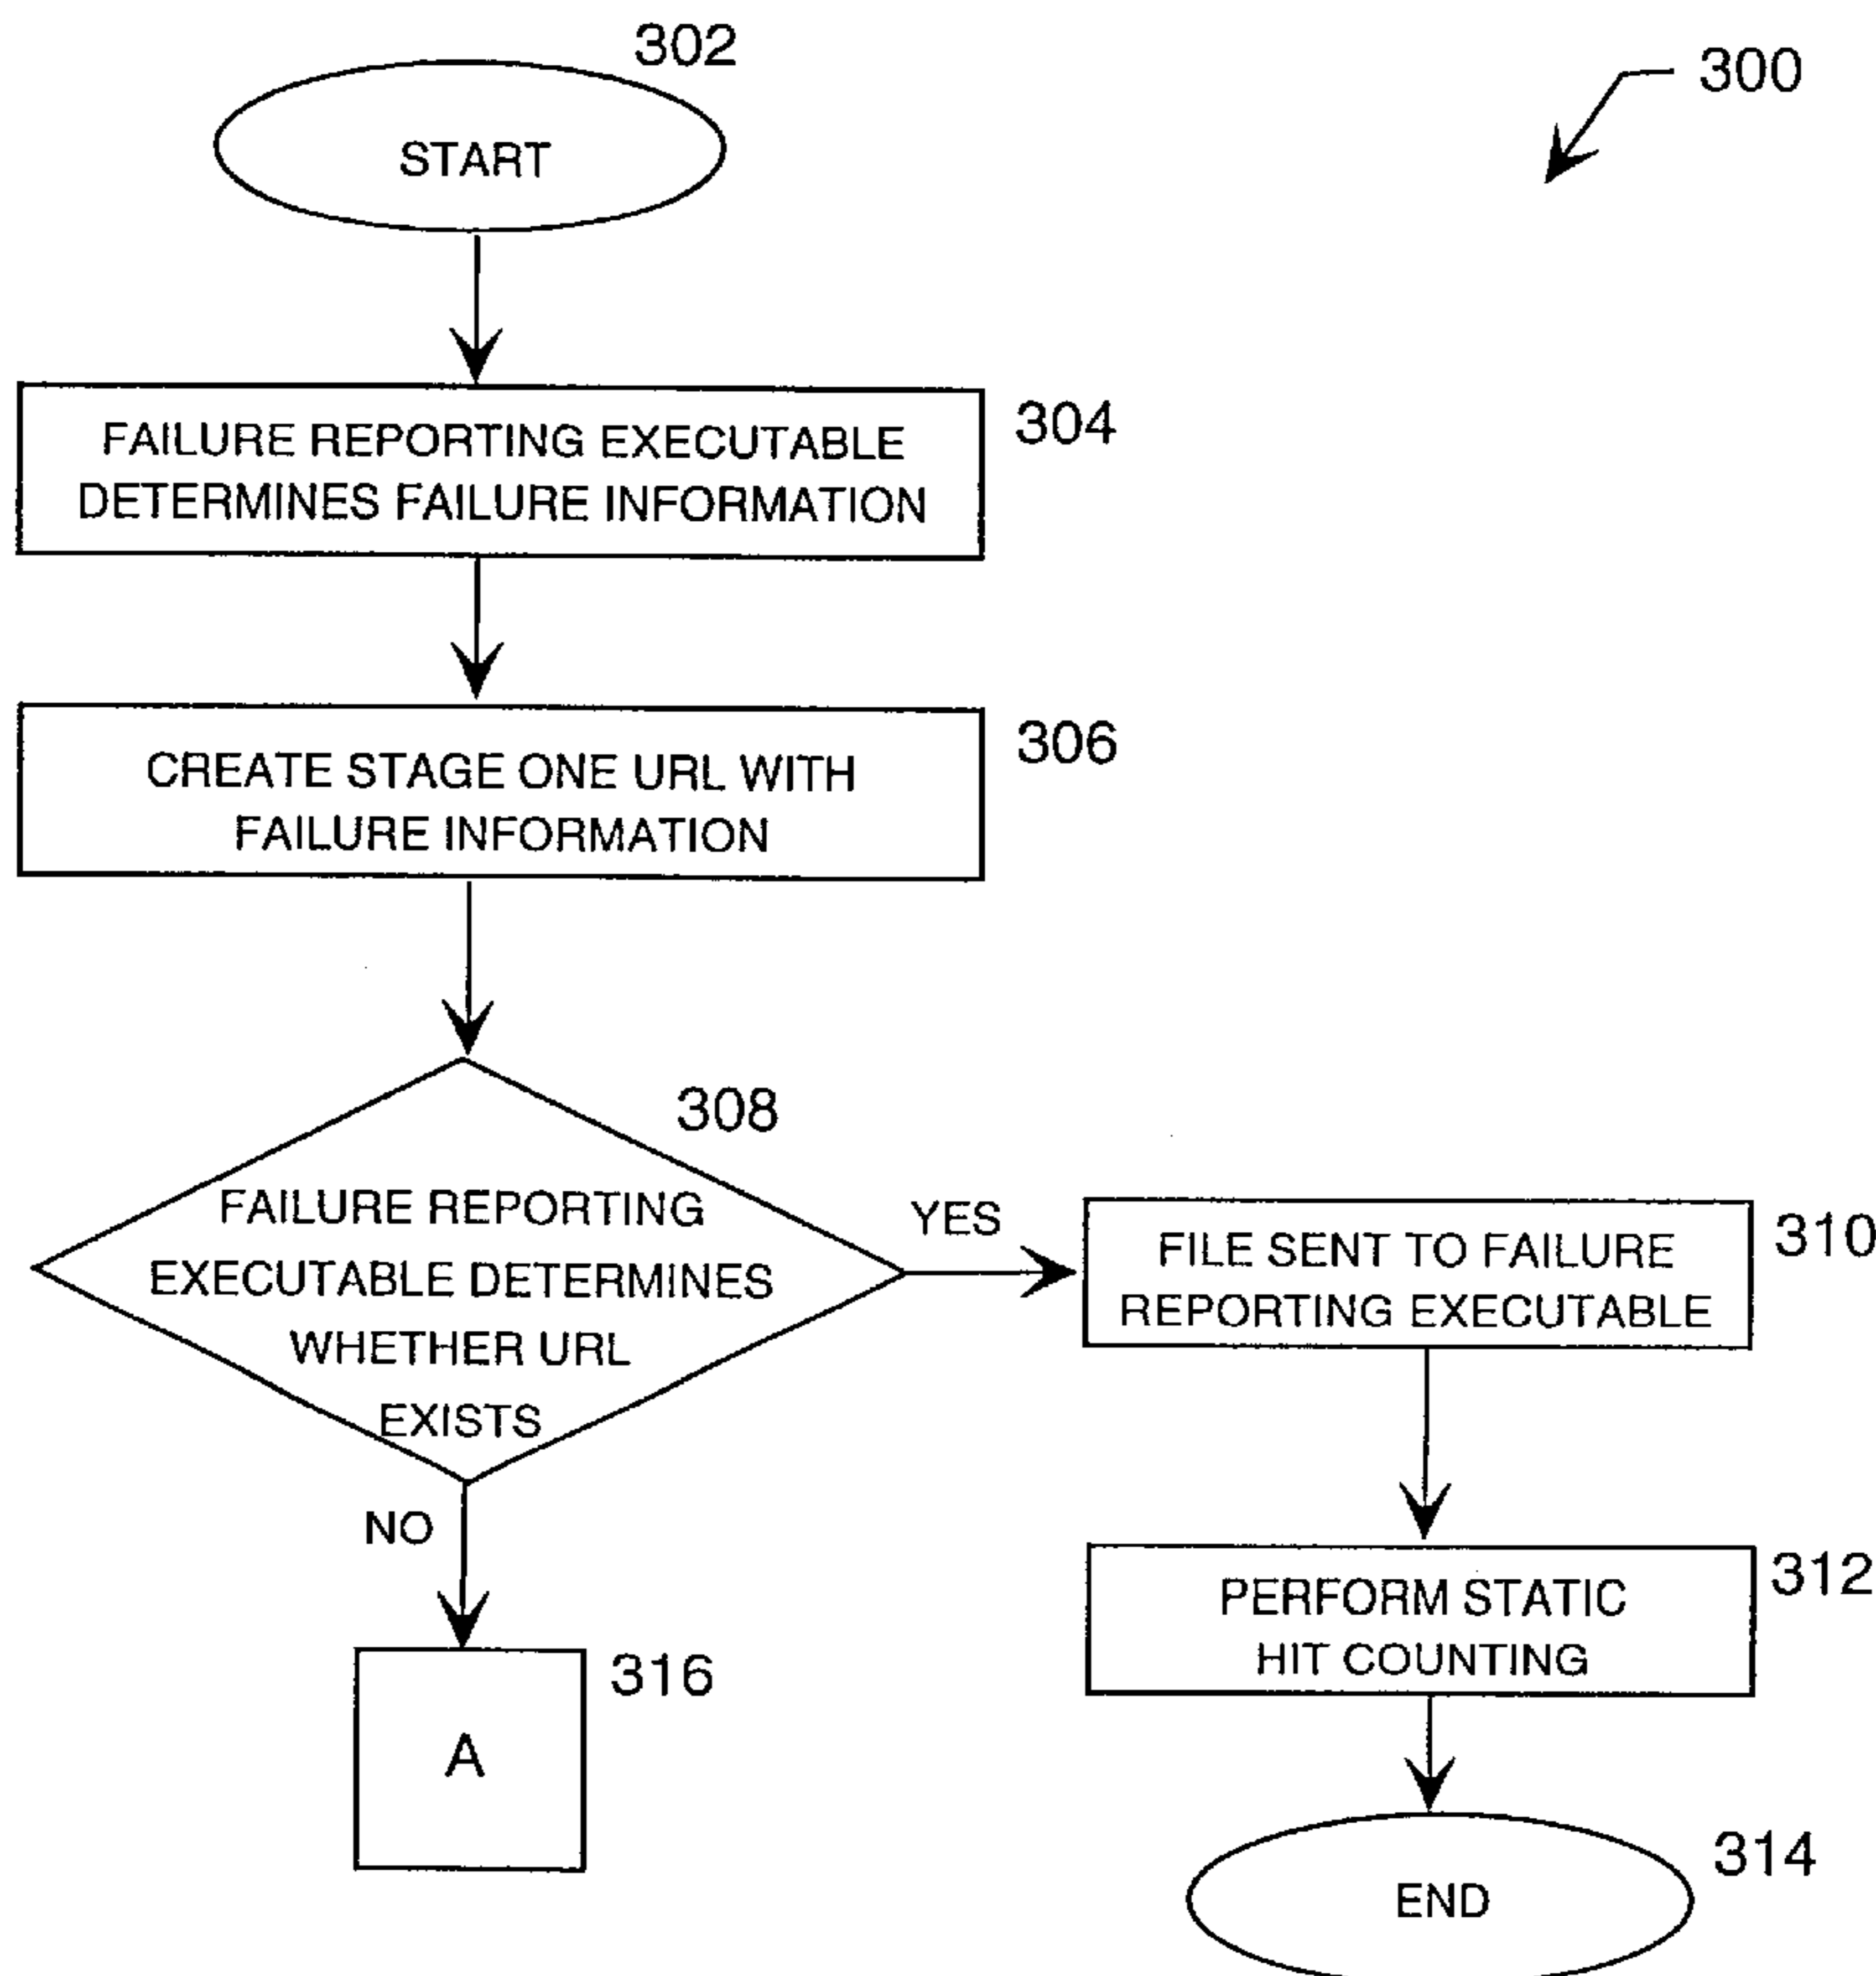 302
START
300
FAILURE REPORTING EXECUTABLE
DETERMINES FAILURE INFORMATION
304
CREATE STAGE ONE URL WITH
FAILURE INFORMATION
306
308
FAILURE REPORTING
EXECUTABLE DETERMINES
WHETHER URL
EXISTS
YES
FILE SENT TO FAILURE
REPORTING EXECUTABLE
310
NO
PERFORM STATIC
HIT COUNTING
312
A
316
END
314